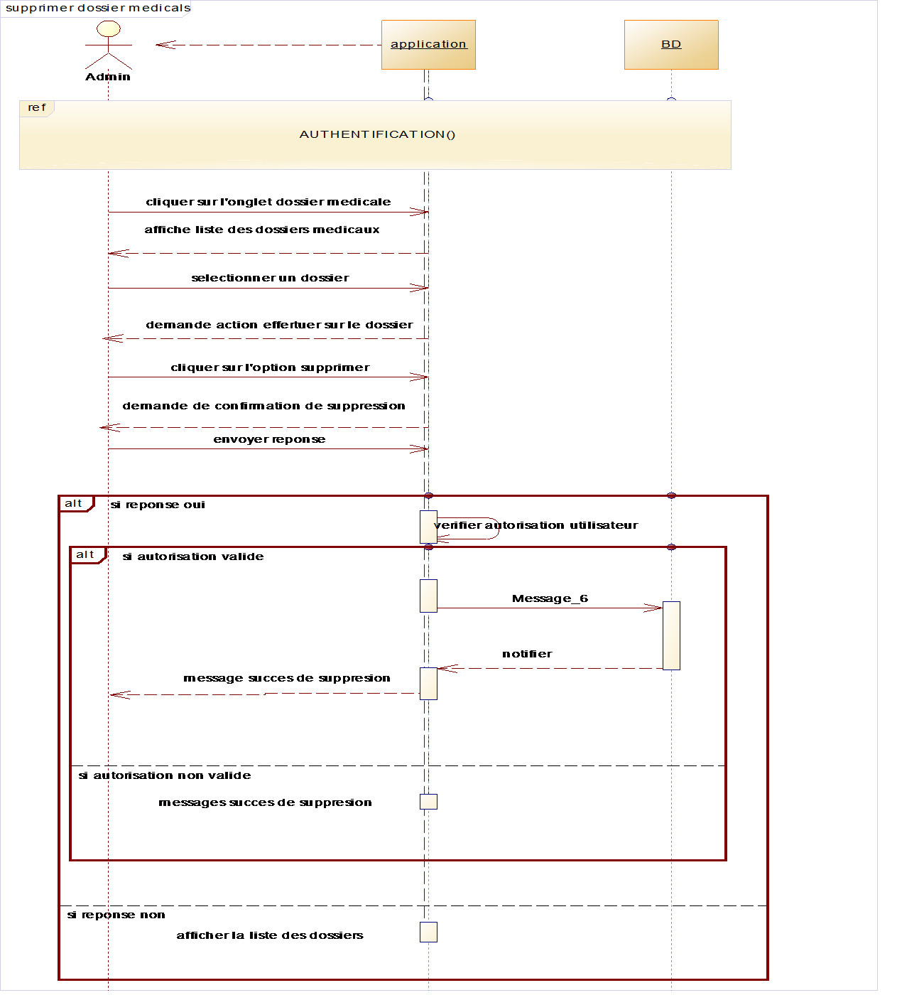 supprimer dossier medicals
application
BD
Admin
ref
AUTHENTIFICATION()
cliquer sur l'onglet dossier medicale
affiche liste des dossiers medicaux
selectionner un dossier
demande action effertuer sur le dossier
cliquer sur l'option supprimer
demande de confirmation de suppression
envoyer reponse
alt
si reponse oui
verifier autorisation utilisateur
alt
si autorisation valide
Message_6
notifier
message succes de suppresion
si autorisation non valide
messages succes de suppresion
si reponse non
afficher la liste des dossiers